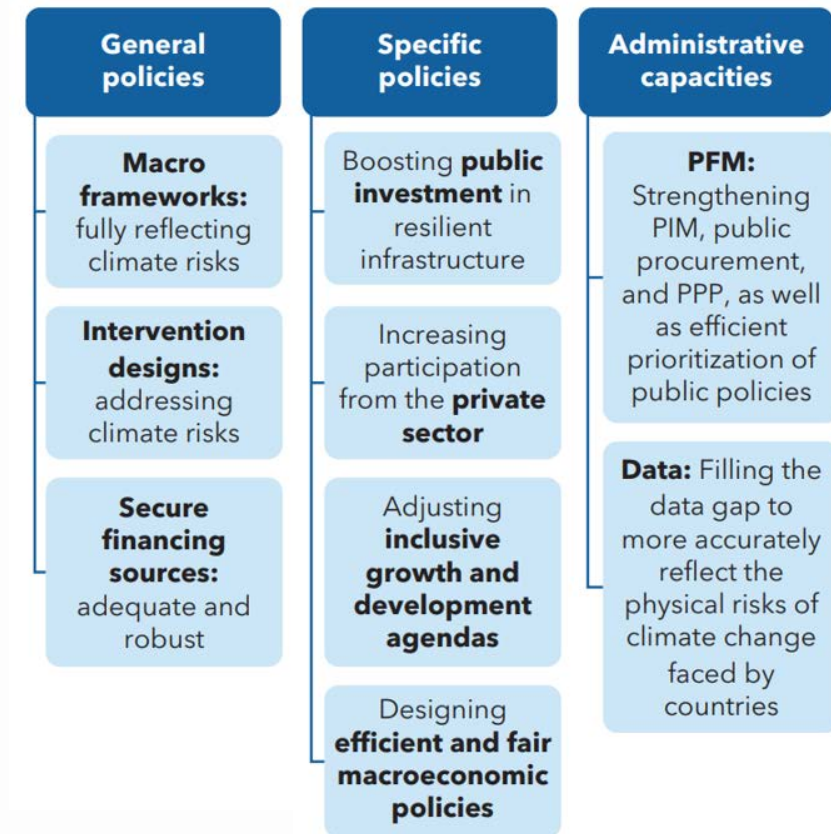 General
policies
Macro
frameworks:
fully reflecting
climate risks
Intervention
designs:
addressing
climate risks
Secure
financing
sources:
adequate and
robust
Specific
policies
Boosting public
investment in
resilient
infrastructure
Increasing
participation
from the private
sector
Adjusting
inclusive
growth and
development
agendas
Designing
efficient and fair
macroeconomic
policies
Administrative
capacities
PFM:
Strengthening
PIM, public
procurement,
and PPP, as well
as efficient
prioritization of
public policies
Data: Filling the
data gap to
more accurately
reflect the
physical risks of
climate change
faced by
countries